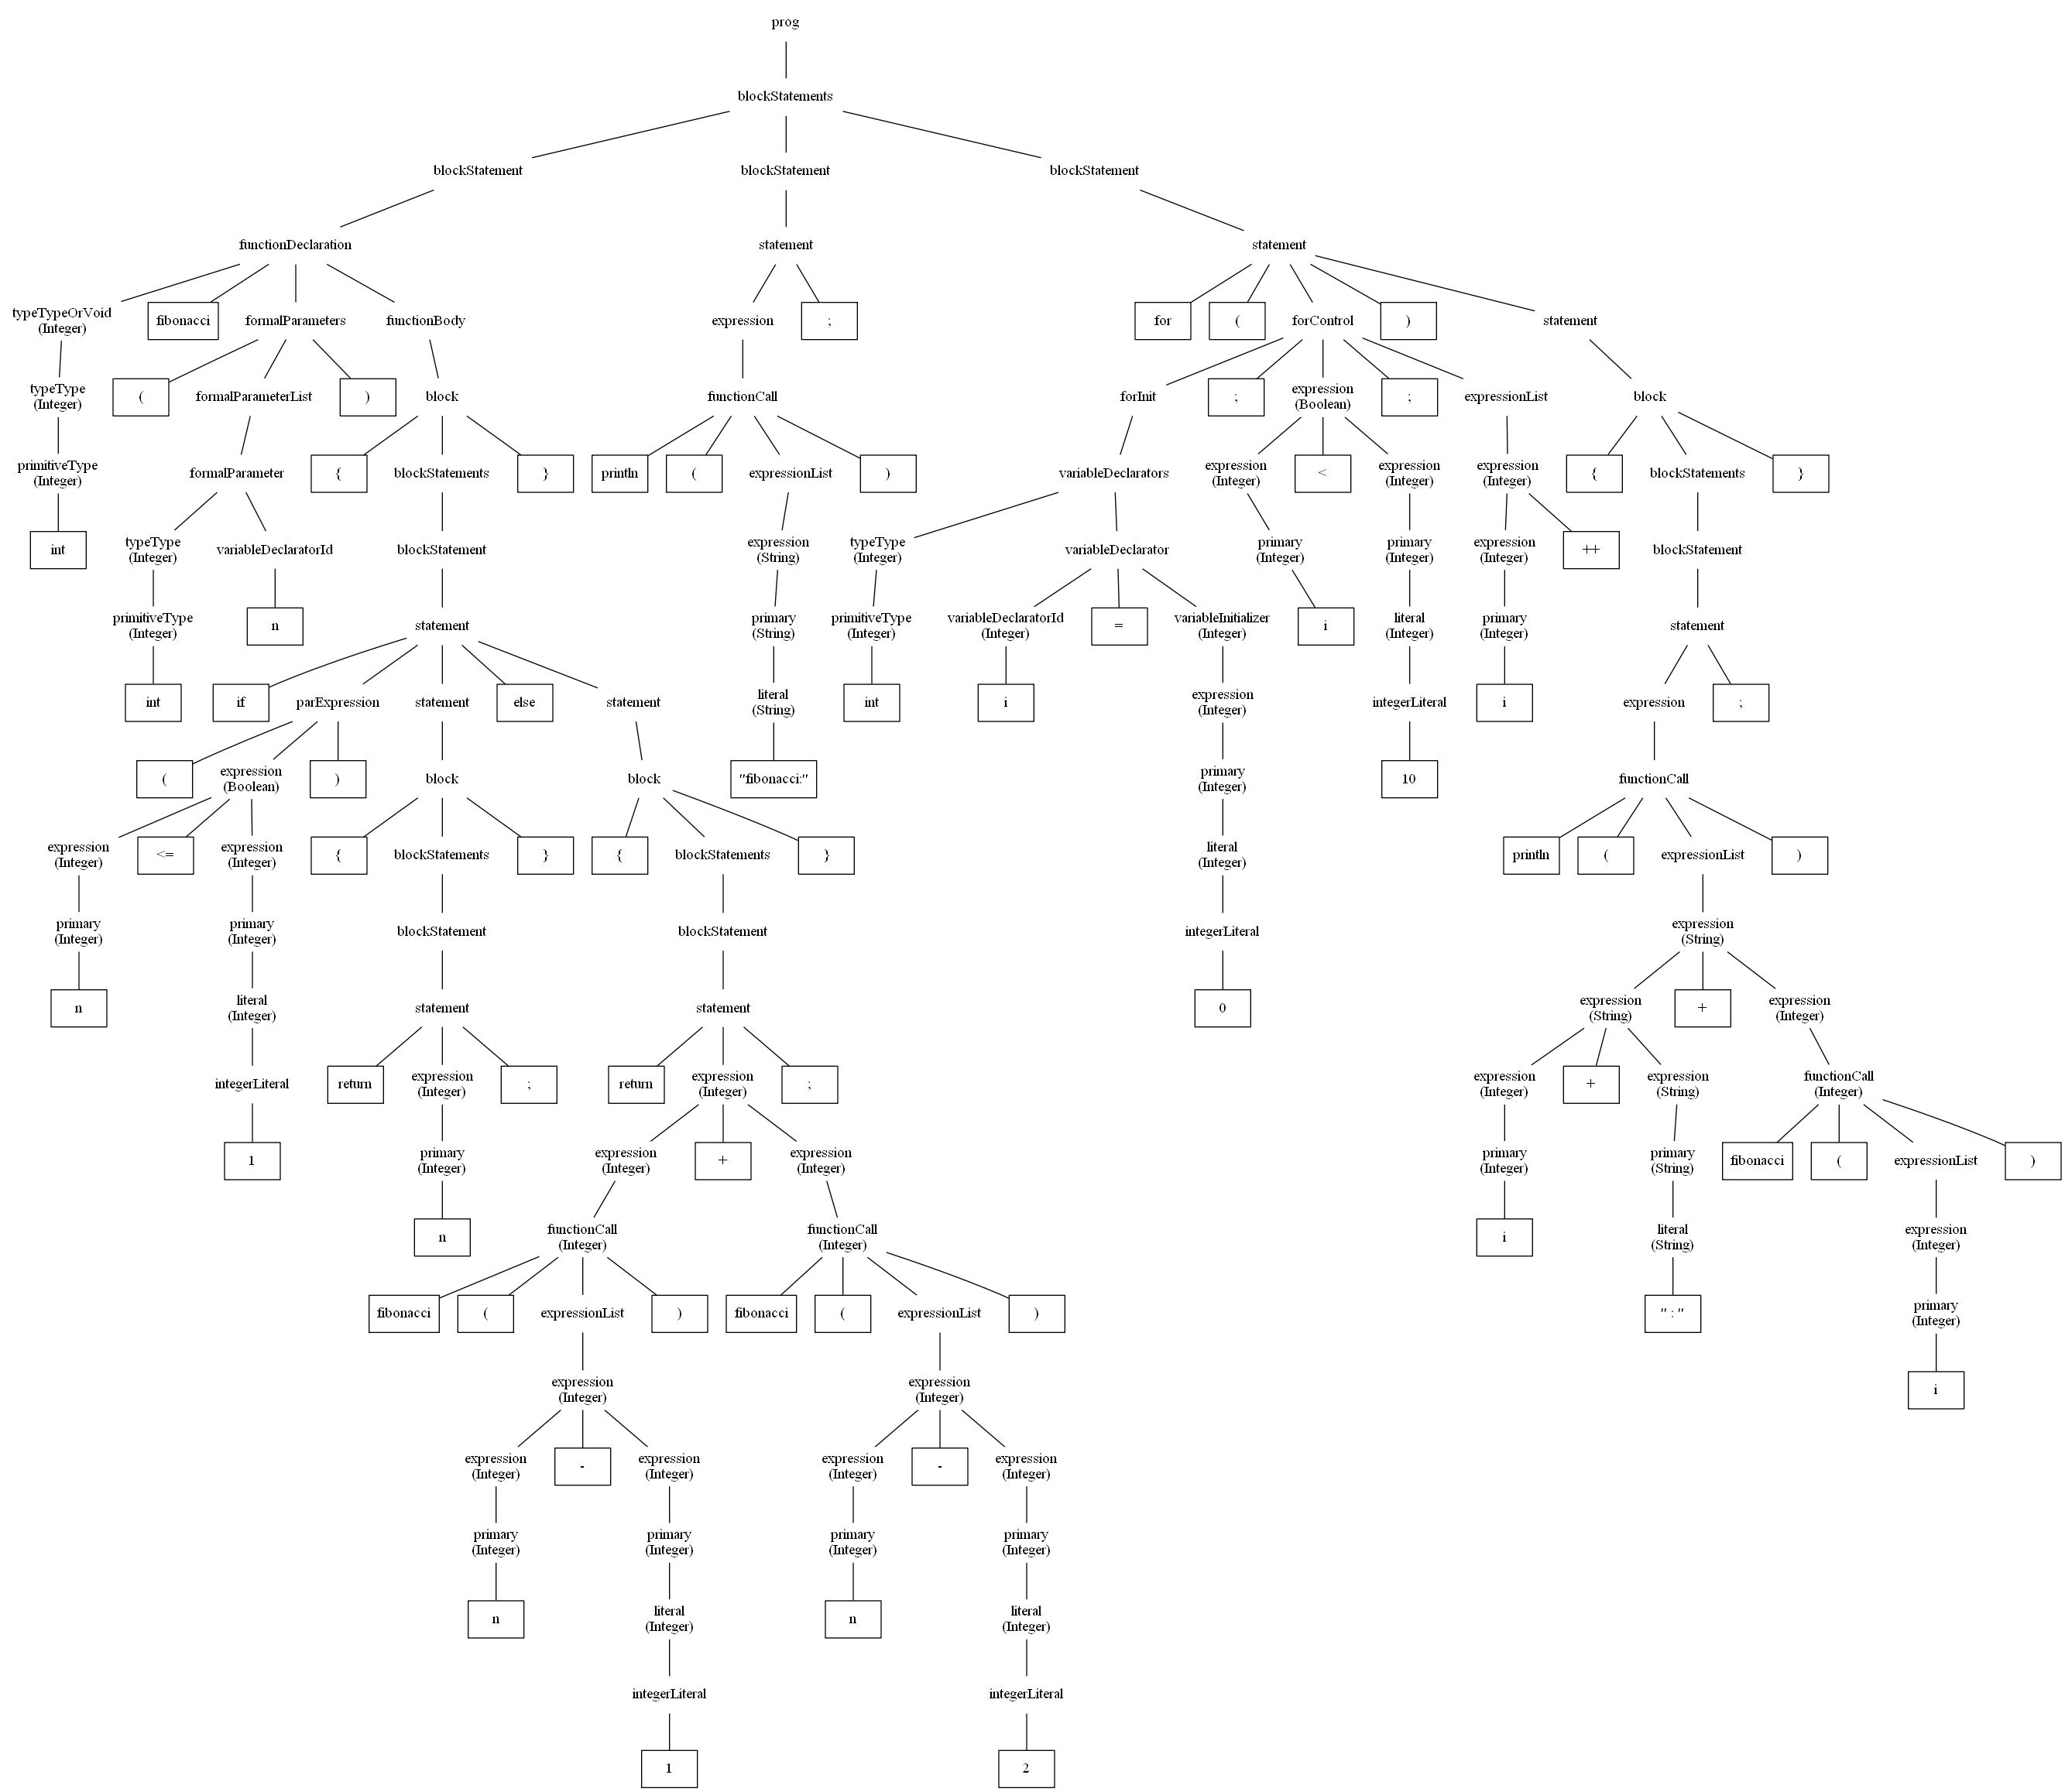 prog
blockStatements
blockStatement blockStatement blockStatement
functionDeclaration statement statement
typeTypeOrVoid
(Integer) fibonacci formalParameters functionBody expression ; for ( forControl ) statement
typeType
(Integer) ( formalParameterList ) block functionCall forInit ; expression
(Boolean) ; expressionList block
primitiveType
(Integer) formalParameter { blockStatements } println ( expressionList ) variableDeclarators expression
(Integer) < expression
(Integer) expression
(Integer) { blockStatements }
int typeType
(Integer) variableDeclaratorId blockStatement expression
(String) typeType
(Integer) variableDeclarator primary
(Integer) primary
(Integer) expression
(Integer) ++ blockStatement
primitiveType
(Integer) n statement primary
(String) primitiveType
(Integer) variableDeclaratorId
(Integer) = variableInitializer
(Integer) i literal
(Integer) primary
(Integer) statement
int if parExpression statement else statement literal
(String) int i expression
(Integer) integerLiteral i expression ;
( expression
(Boolean) ) block block "fibonacci:" primary
(Integer) 10 functionCall
expression
(Integer) <= expression
(Integer) { blockStatements } { blockStatements } literal
(Integer) println ( expressionList )
primary
(Integer) primary
(Integer) blockStatement blockStatement integerLiteral expression
(String)
n literal
(Integer) statement statement 0 expression
(String) + expression
(Integer)
integerLiteral return expression
(Integer) ; return expression
(Integer) ; expression
(Integer) + expression
(String) functionCall
(Integer)
1 primary
(Integer) expression
(Integer) + expression
(Integer) primary
(Integer) primary
(String) fibonacci ( expressionList )
n functionCall
(Integer) functionCall
(Integer) i literal
(String) expression
(Integer)
fibonacci ( expressionList ) fibonacci ( expressionList ) " : " primary
(Integer)
expression
(Integer) expression
(Integer) i
expression
(Integer) - expression
(Integer) expression
(Integer) - expression
(Integer)
primary
(Integer) primary
(Integer) primary
(Integer) primary
(Integer)
n literal
(Integer) n literal
(Integer)
integerLiteral integerLiteral
1 2